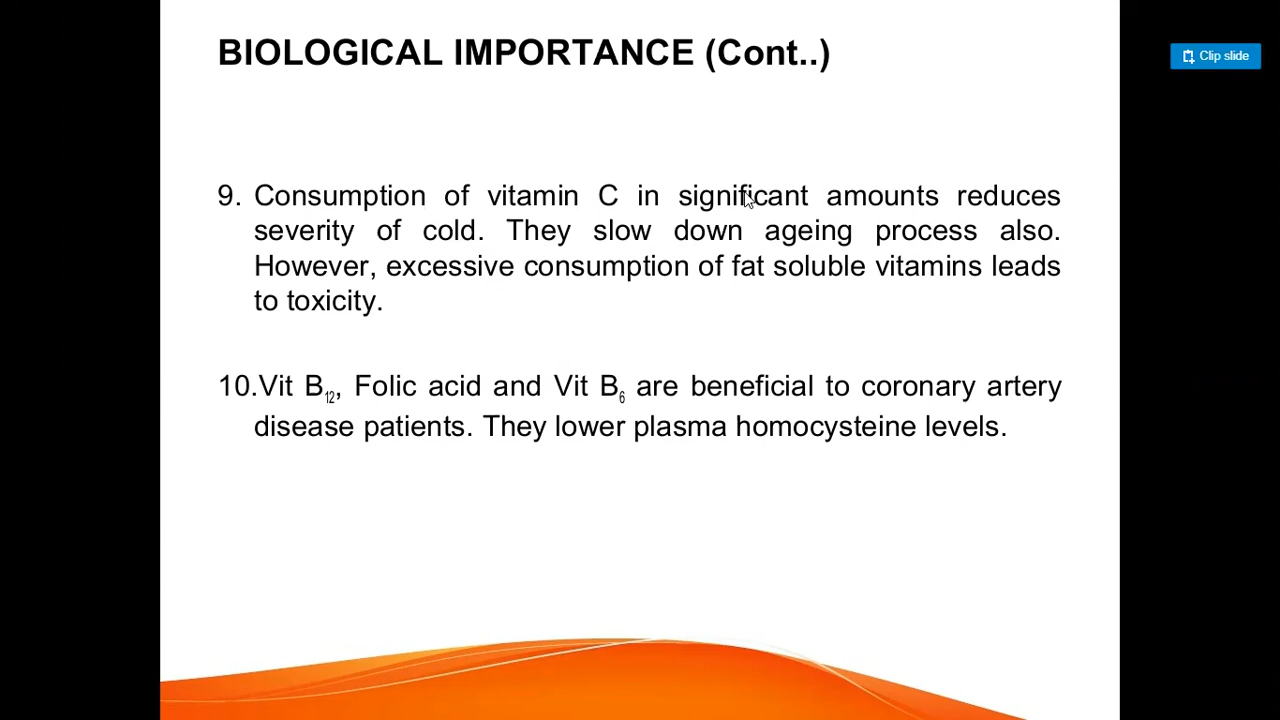 BIOLOGICAL IMPORTANCE (Cont..)
Clip slide
9. Consumption of vitamin C in significant amounts reduces
severity of cold. They slow down ageing process also.
However, excessive consumption of fat soluble vitamins leads
to toxicity.
10.Vit B12, Folic acid and Vit B6 are beneficial to coronary artery
disease patients. They lower plasma homocysteine levels.